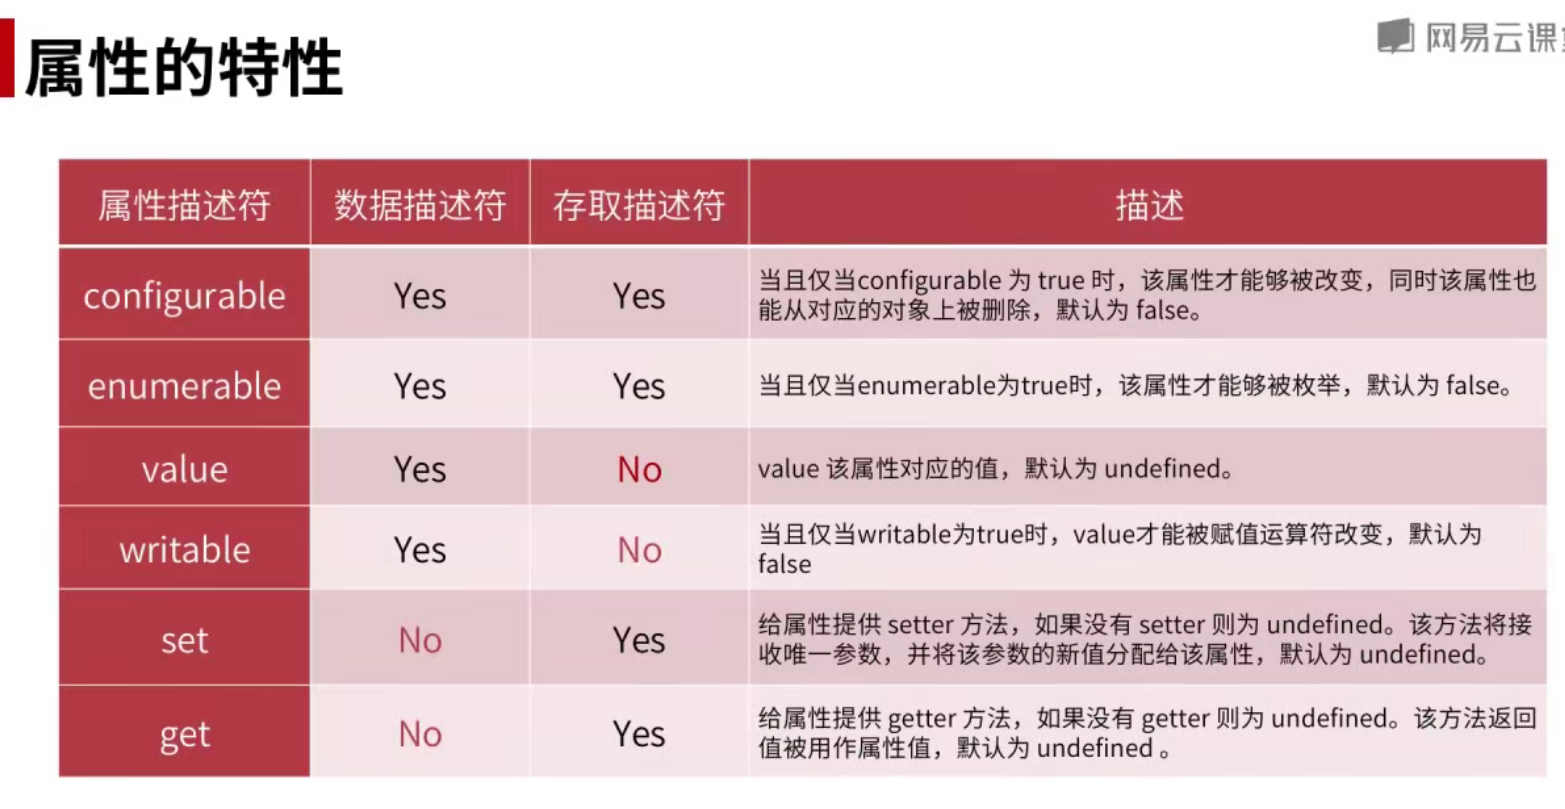 属性的特性
网易云课
属性描述符 数据描述符 存取描述符 描述
configurable Yes Yes 当且仅当configurable 为 true 时，该属性才能够被改变，同时该属性也
能从对应的对象上被删除，默认为 false。
enumerable Yes Yes 当且仅当enumerable为true时，该属性才能够被枚举，默认为 false。
value Yes No value 该属性对应的值，默认为 undefined。
writable Yes No 当且仅当writable为true时，value才能被赋值运算符改变，默认为
false
set No Yes 给属性提供 setter 方法，如果没有 setter 则为 undefined。该方法将接
收唯一参数，并将该参数的新值分配给该属性，默认为 undefined。
get No Yes 给属性提供 getter 方法，如果没有 getter 则为 undefined。该方法返回
值被用作属性值，默认为 undefined 。